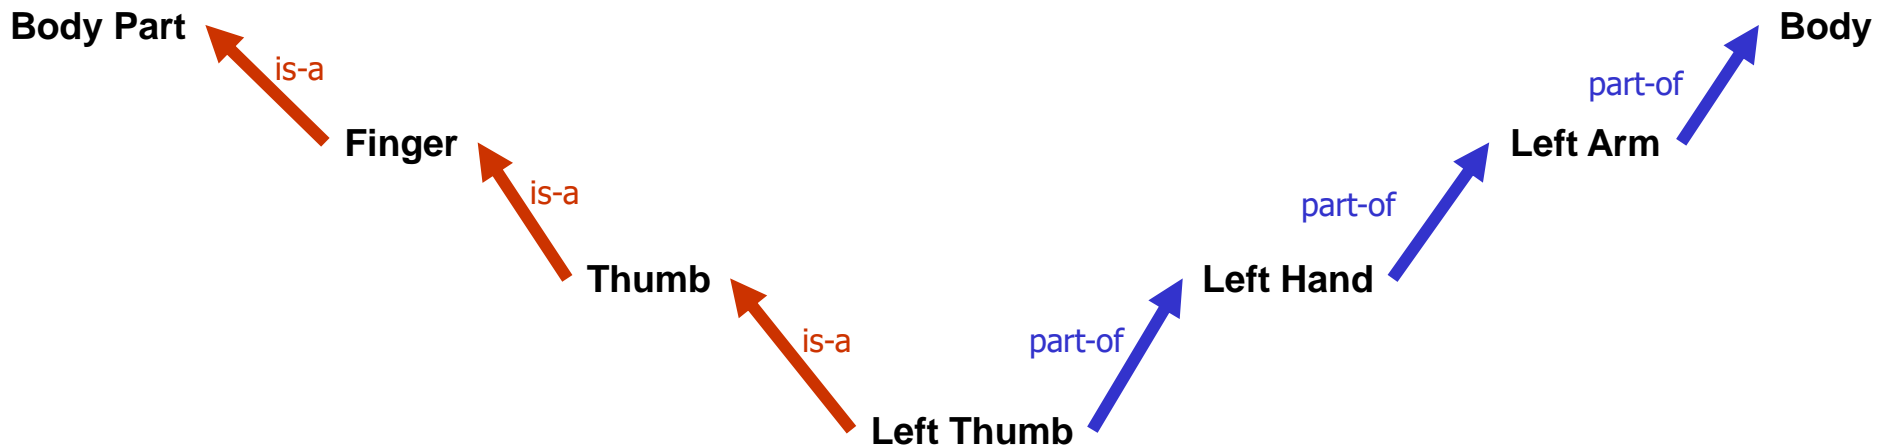 Body Part
Body
is-a
part-of
Finger
Left Arm
is-a
part-of
Thumb
Left Hand
is-a
part-of
Left Thumb